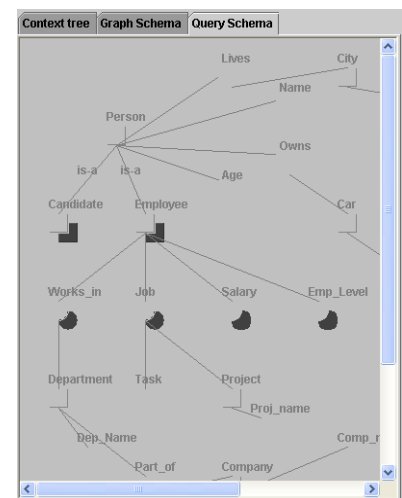 Context tree Graph Schema Query Schema
Lives City
Name
Person
Owns
is-a is-a
Age
Candidate Employee Car
Works_in Job Salary Emp_Level
Department Task Project
Proj_name
Dep_Name Comp_r
Part_of Company